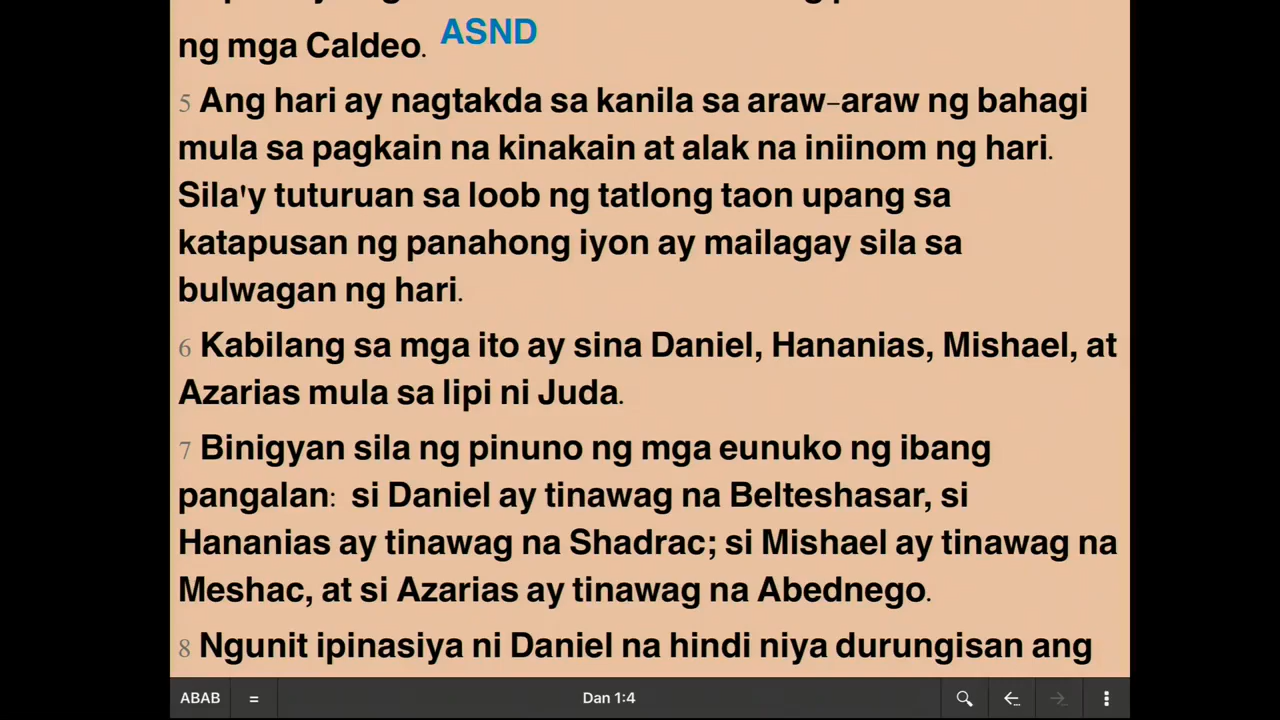 ng mga Caldeo. ASND
5 Ang hari ay nagtakda sa kanila sa araw-araw ng bahagi
mula sa pagkain na kinakain at alak na iniinom ng hari.
Sila'y tuturuan sa loob ng tatlong taon upang sa
katapusan ng panahong iyon ay mailagay sila sa
bulwagan ng hari.
6 Kabilang sa mga ito ay sina Daniel, Hananias, Mishael, at
Azarias mula sa lipi ni Juda.
7 Binigyan sila ng pinuno ng mga eunuko ng ibang
pangalan: si Daniel ay tinawag na Belteshasar, si
Hananias ay tinawag na Shadrac; si Mishael ay tinawag na
Meshac, at si Azarias ay tinawag na Abednego.
8 Ngunit ipinasiya ni Daniel na hindi niya durungisan ang
ABAB = Dan 1:4